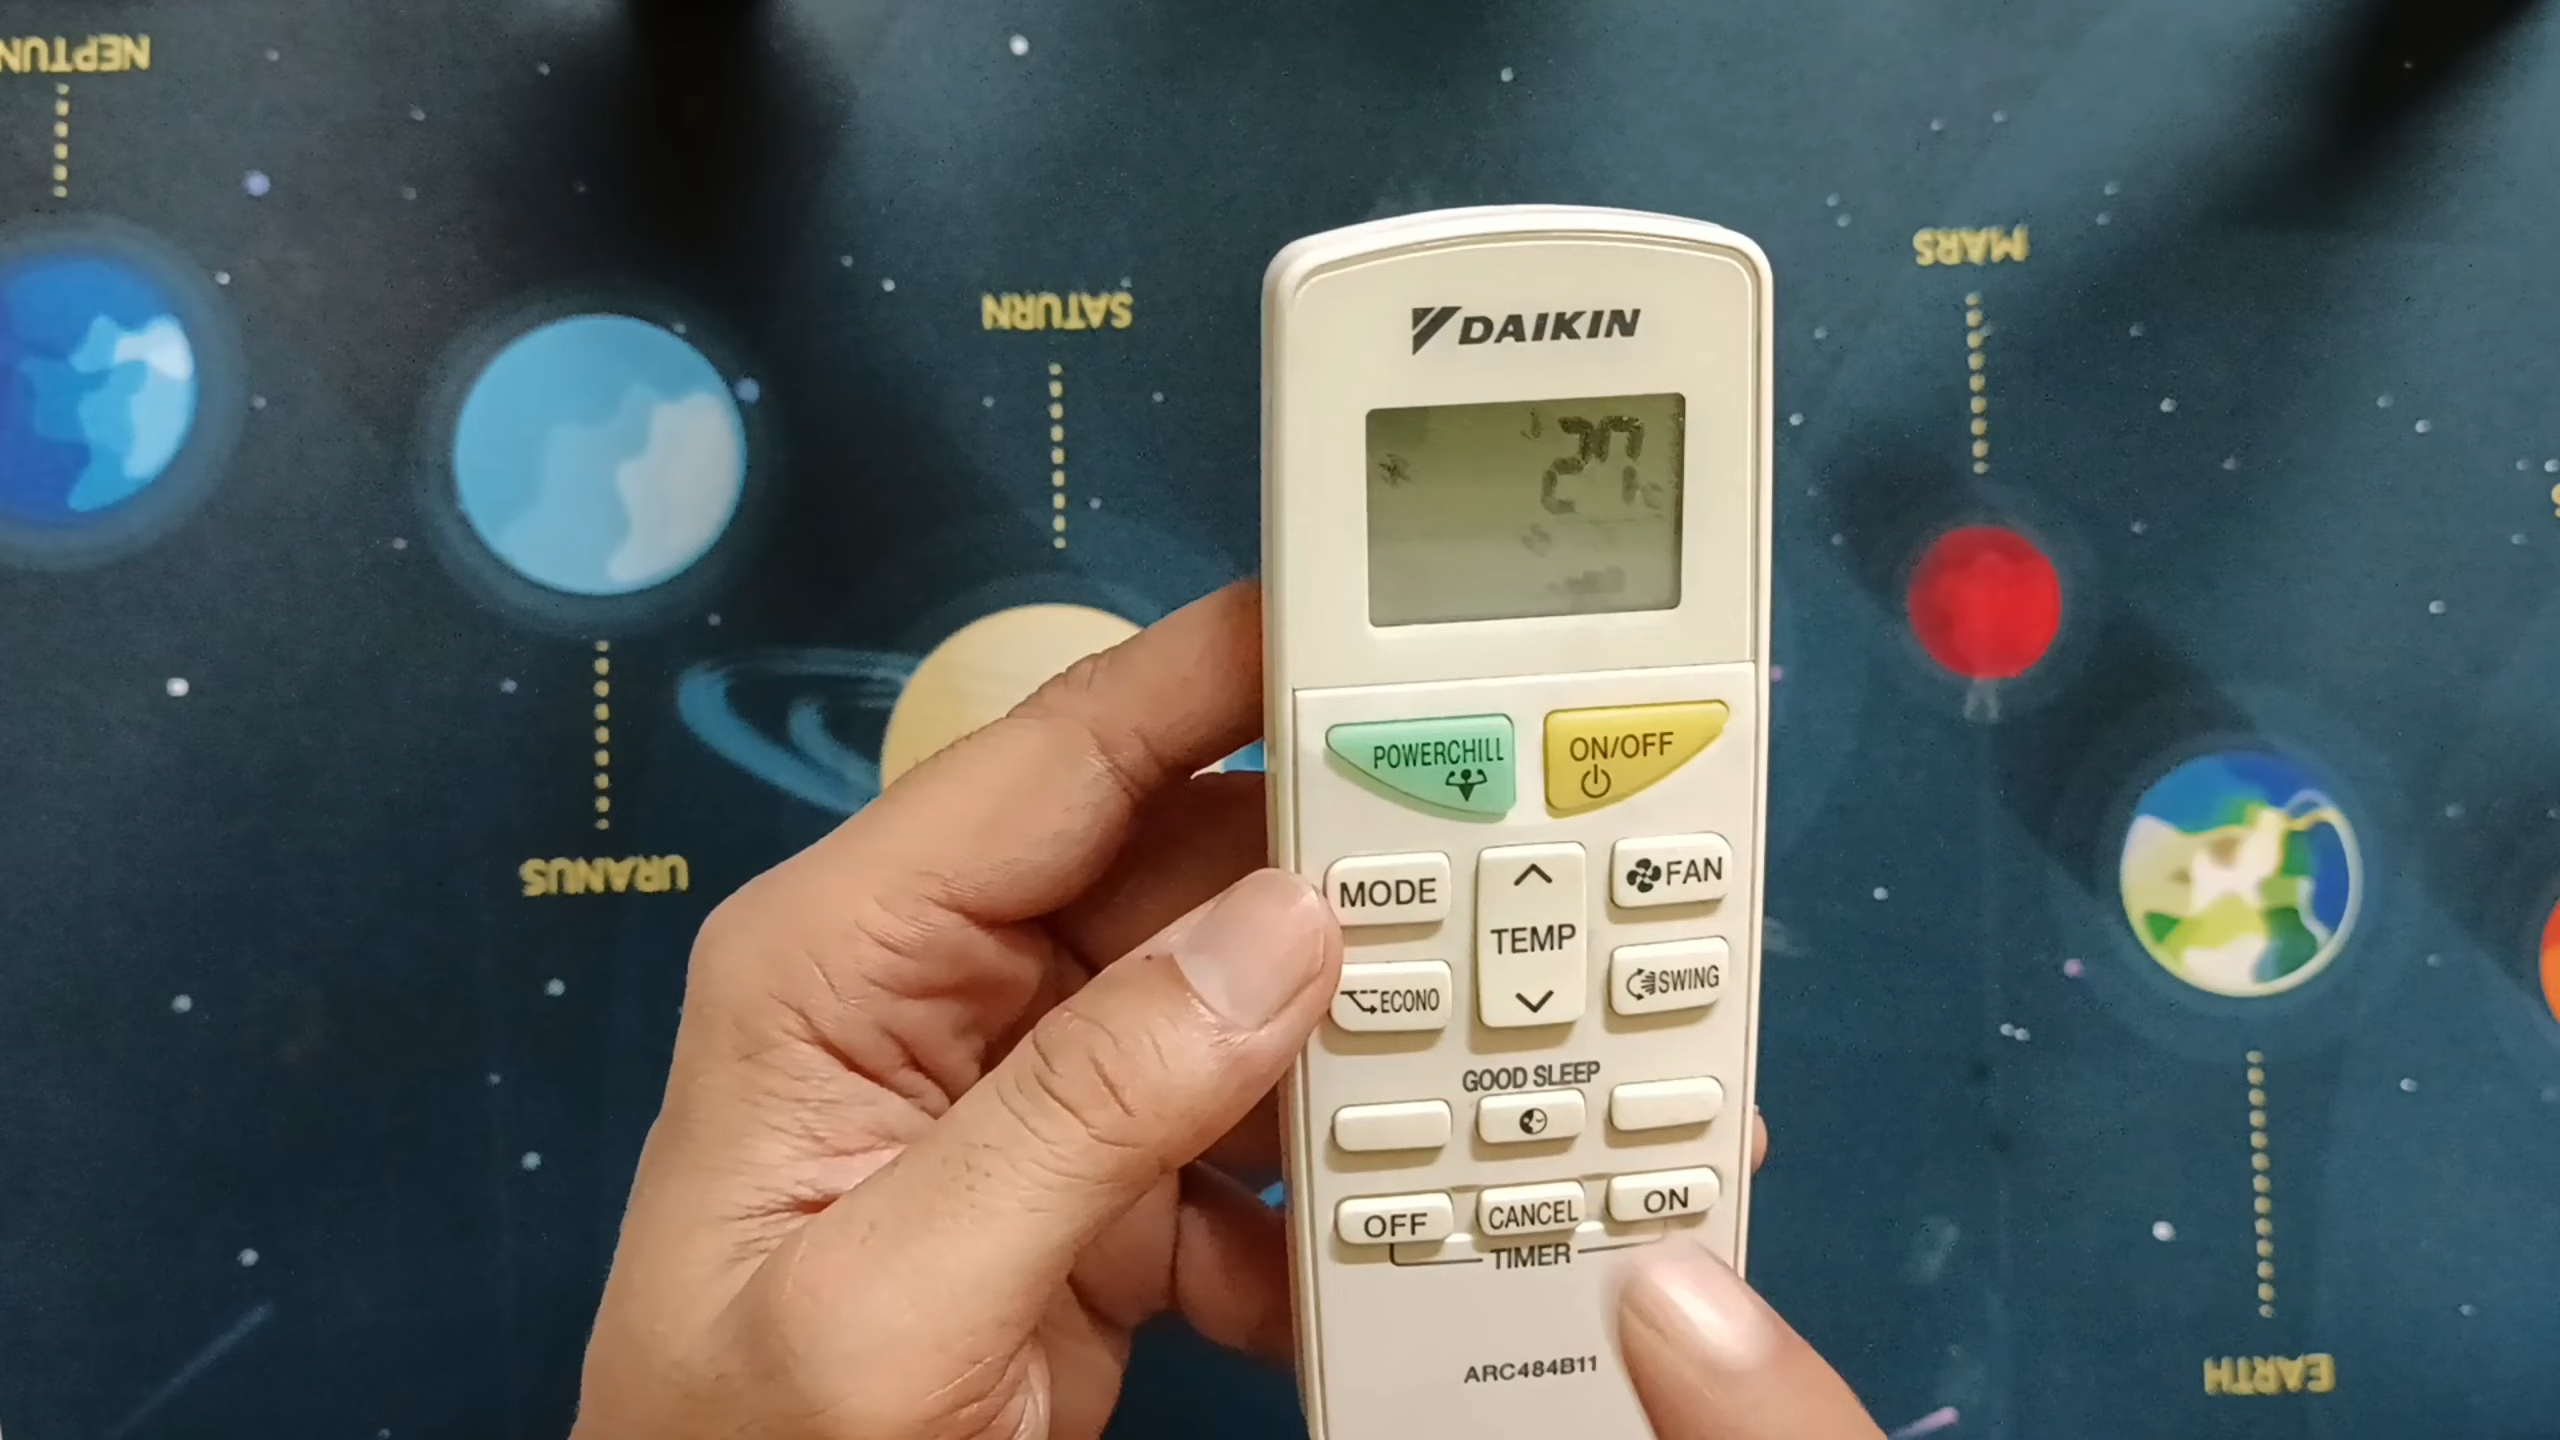 NEPTUN
SATURN
MARS
URANUS
EARTH
DAIKIN
27
POWERCHILL
ON/OFF
MODE
TEMP
FAN
ECONO
SWING
GOOD SLEEP
OFF
CANCEL
ON
TIMER
ARC484B11